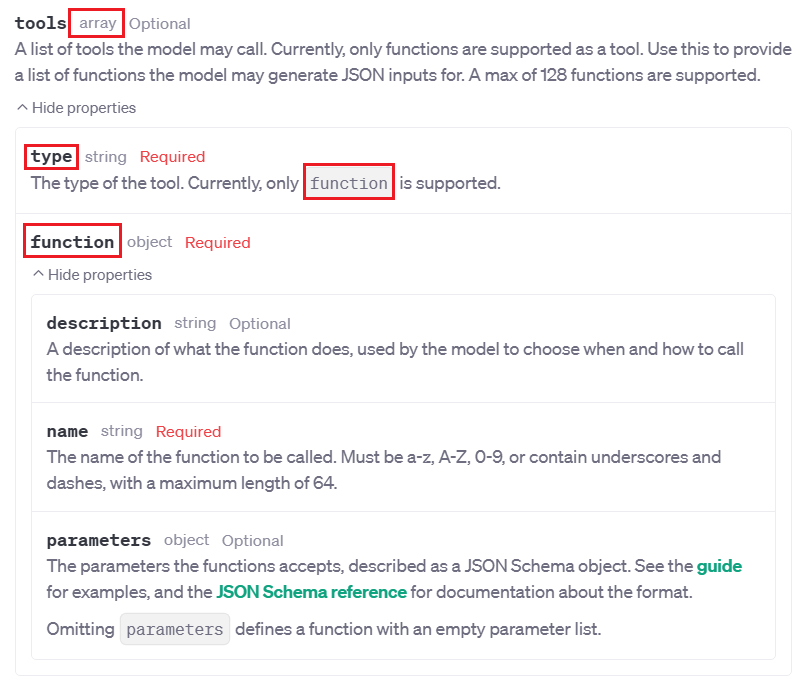 tools array Optional
A list of tools the model may call. Currently, only functions are supported as a tool. Use this to provide
a list of functions the model may generate JSON inputs for. A max of 128 functions are supported.
Hide properties
type string Required
The type of the tool. Currently, only function is supported.
function object Required
Hide properties
description string Optional
A description of what the function does, used by the model to choose when and how to call
the function.
name string Required
The name of the function to be called. Must be a-z, A-Z, 0-9, or contain underscores and
dashes, with a maximum length of 64.
parameters object Optional
The parameters the functions accepts, described as a JSON Schema object. See the guide
for examples, and the JSON Schema reference for documentation about the format.
Omitting parameters defines a function with an empty parameter list.